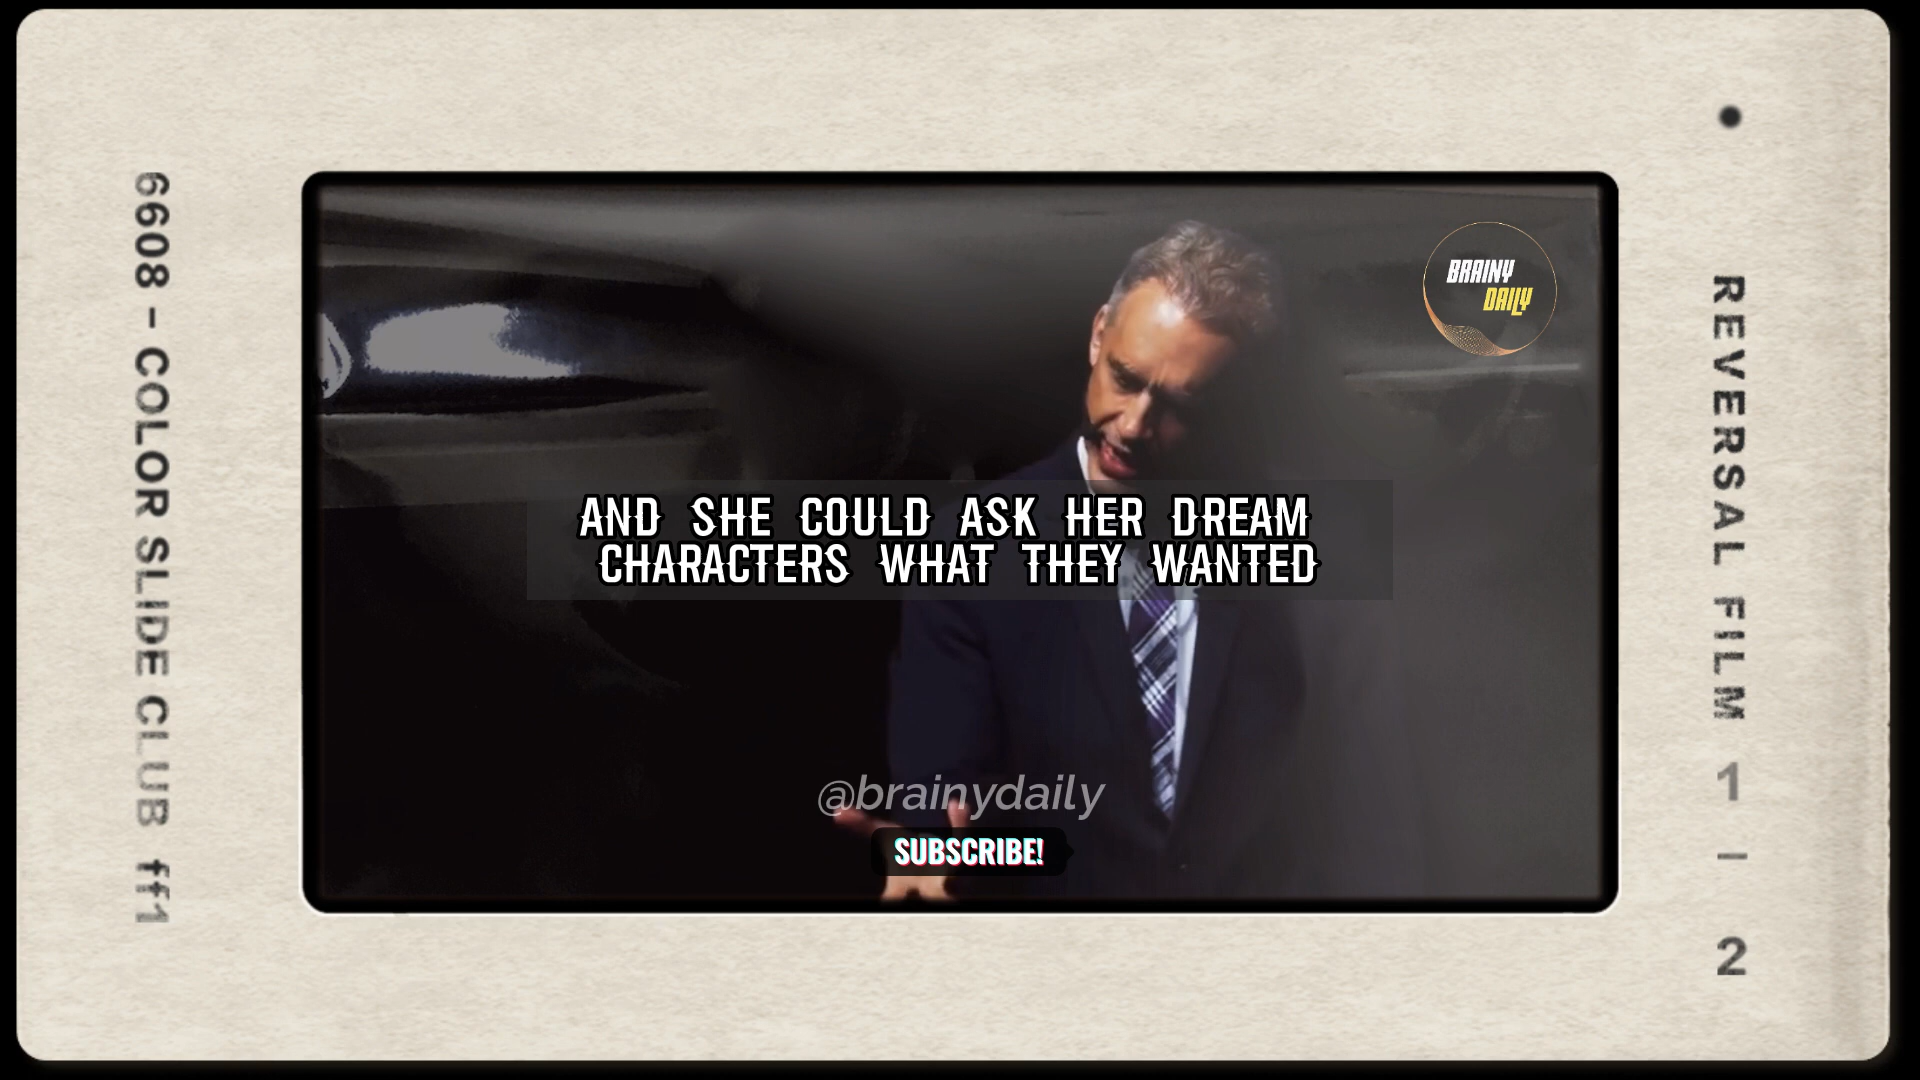 6608 – COLOR SLIDE CLUB ff1
BRAINY
DAILY
AND SHE COULD ASK HER DREAM
CHARACTERS WHAT THEY WANTED
@brainydaily
SUBSCRIBE!
REVERSAL FILM 1 – 2